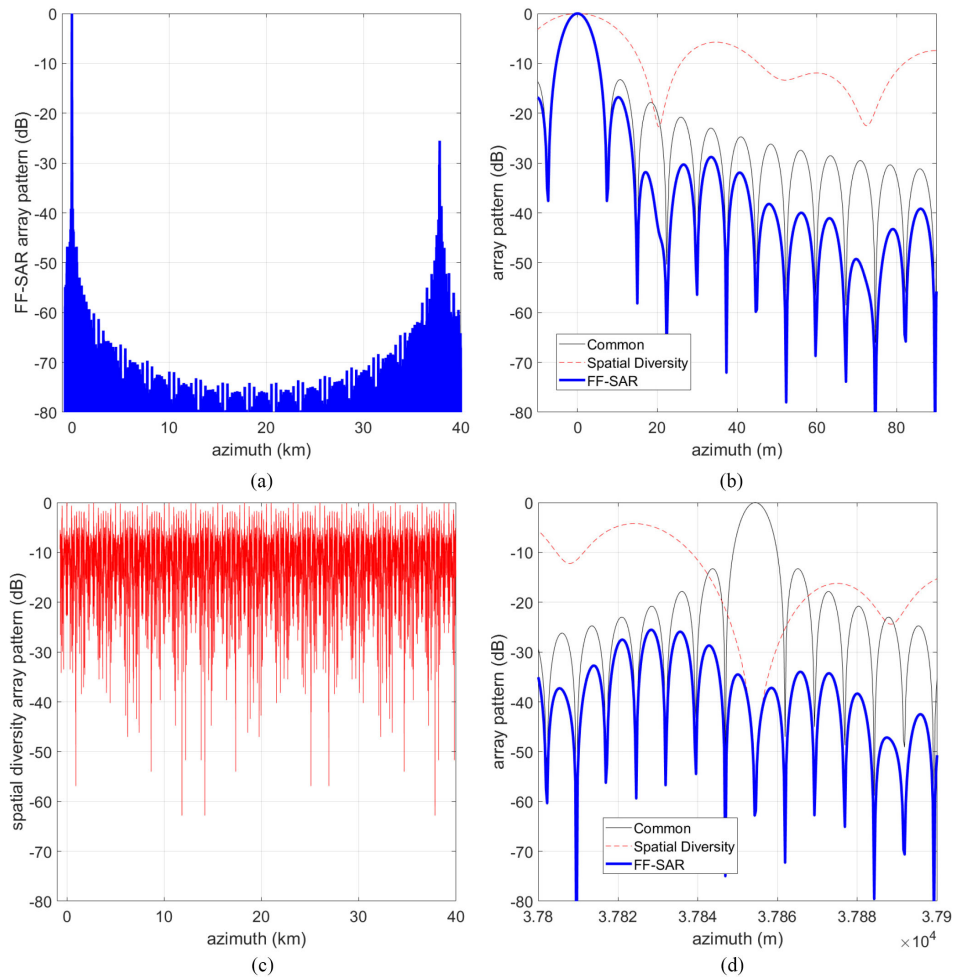 0
-10
-20
-30
-40
-50
-60
-70
-80
FF-SAR array pattern (dB)
0 10 20 30 40
azimuth (km)
(a)
0
-10
-20
-30
-40
-50
-60
-70
-80
array pattern (dB)
Common
Spatial Diversity
FF-SAR
0 20 40 60 80
azimuth (m)
(b)
0
-10
-20
-30
-40
-50
-60
-70
-80
spatial diversity array pattern (dB)
0 10 20 30 40
azimuth (km)
(c)
0
-10
-20
-30
-40
-50
-60
-70
-80
array pattern (dB)
Common
Spatial Diversity
FF-SAR
3.78 3.782 3.784 3.786 3.788 3.79
azimuth (m)
×10⁴
(d)